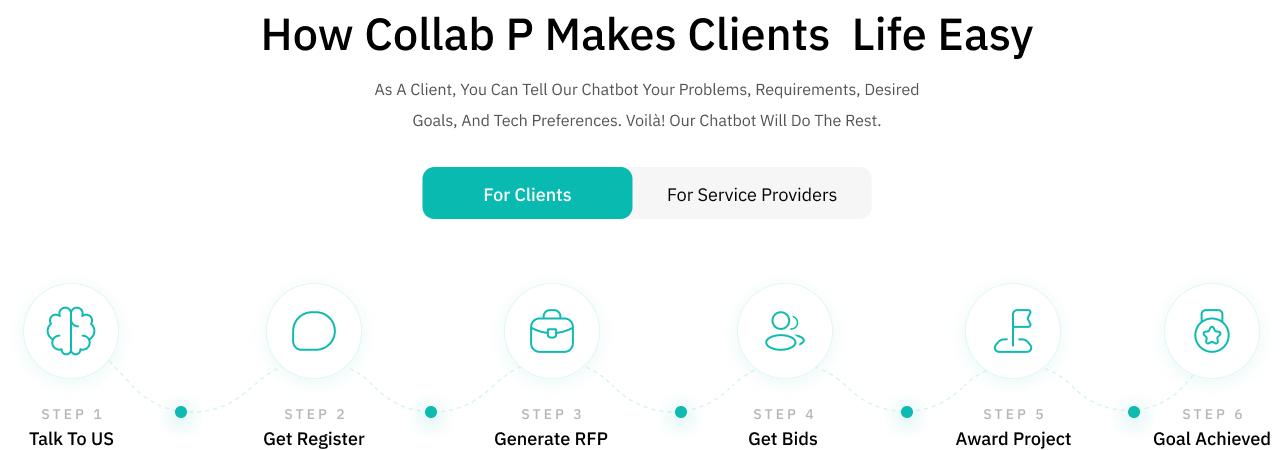 How Collab P Makes Clients  Life Easy
As A Client, You Can Tell Our Chatbot Your Problems, Requirements, Desired
Goals, And Tech Preferences. Voilà! Our Chatbot Will Do The Rest.
For Clients
For Service Providers
STEP 1
Talk To US
STEP 2
Get Register
STEP 3
Generate RFP
STEP 4
Get Bids
STEP 5
Award Project
STEP 6
Goal Achieved